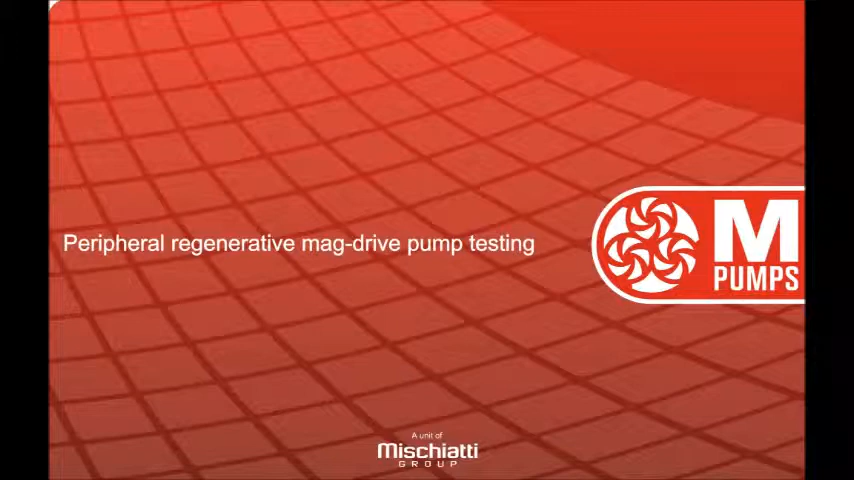 Peripheral regenerative mag-drive pump testing
M
PUMPS
A unit of
Mischiatti
GROUP